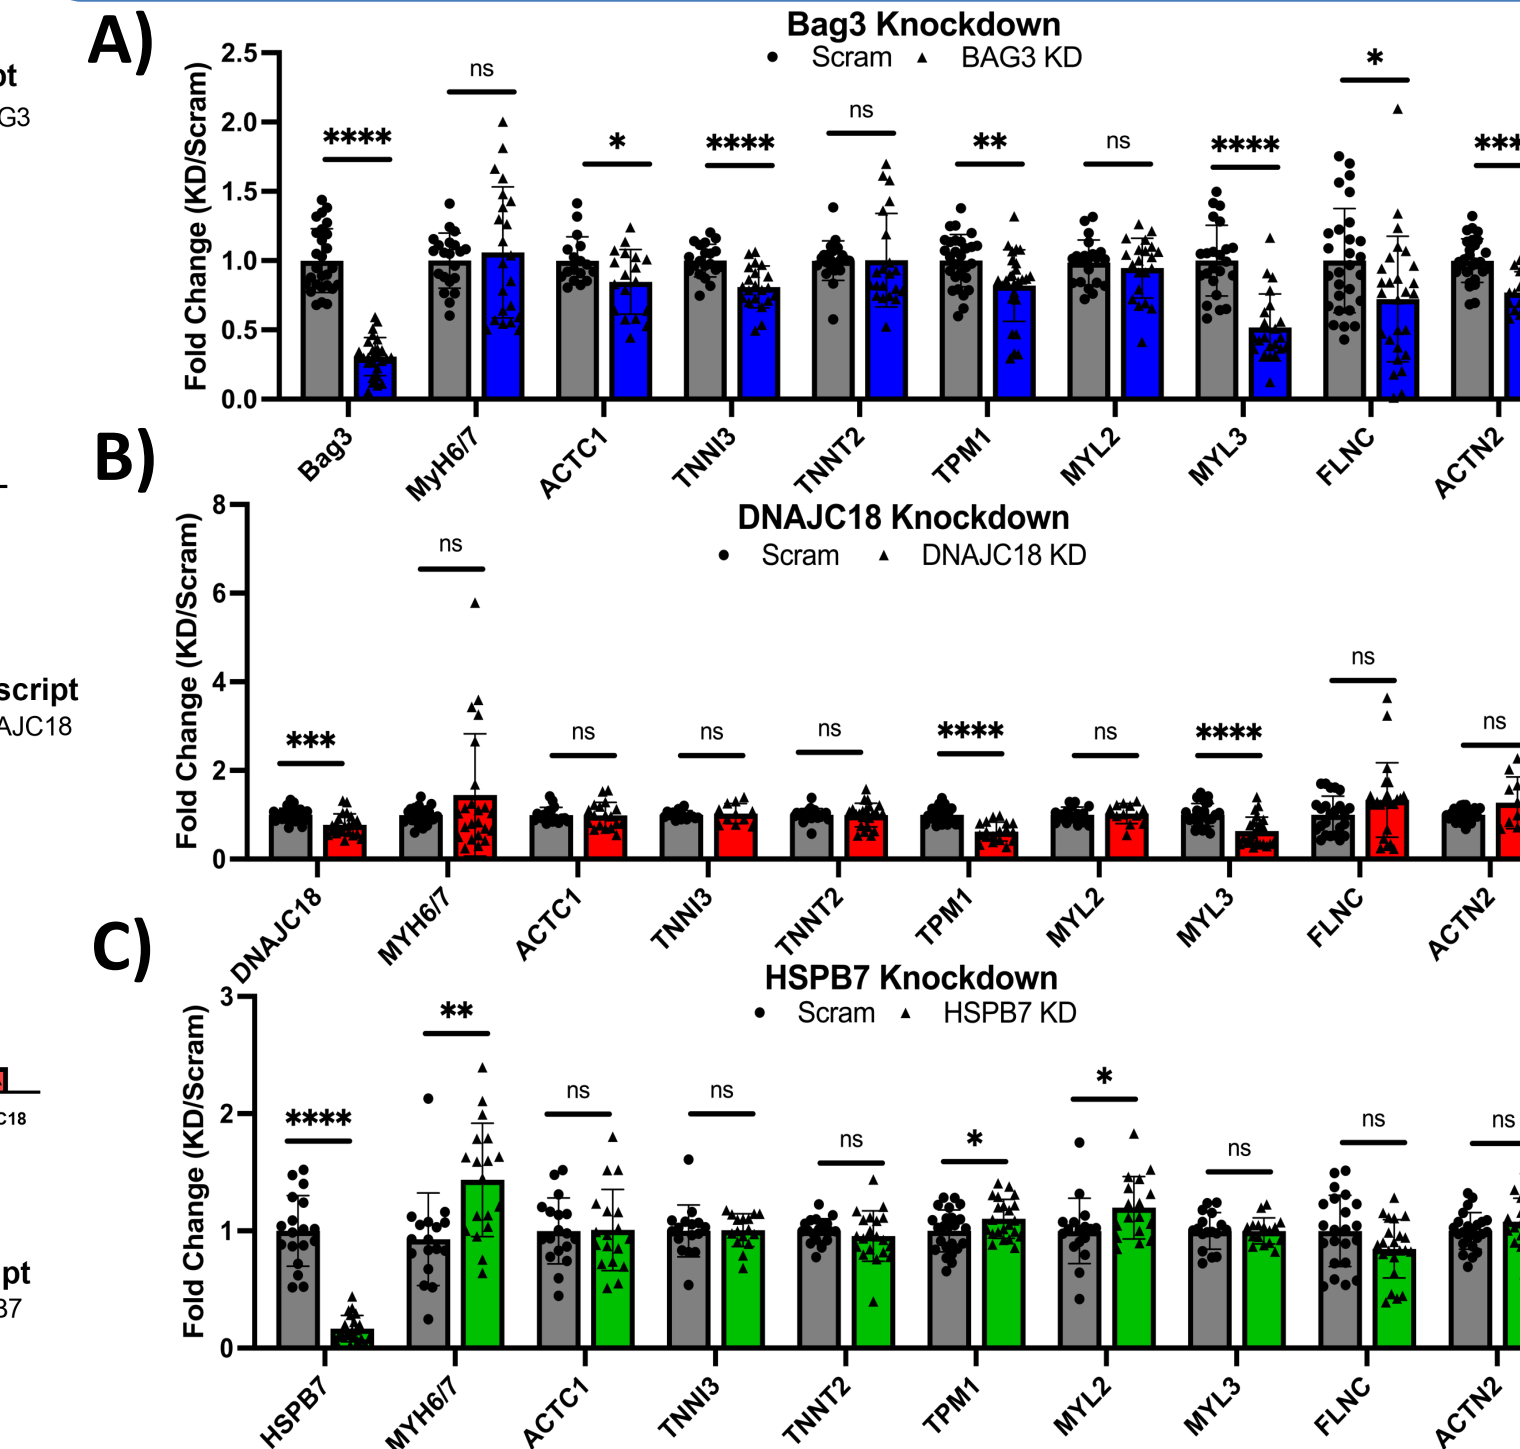 A)
Bag3 Knockdown
Scram BAG3 KD
Fold Change (KD/Scram)
2.5
2.0
1.5
1.0
0.5
0.0
**** ns * **** ns ** ns **** * ***
Bag3 MyH6/7 ACTC1 TNNI3 TNNT2 TPM1 MYL2 MYL3 FLNC ACTN2
pt
G3
B)
DNAJC18 Knockdown
Scram DNAJC18 KD
Fold Change (KD/Scram)
8
6
4
2
0
*** ns ns ns ns **** ns **** ns ns
DNAJC18 MYH6/7 ACTC1 TNNI3 TNNT2 TPM1 MYL2 MYL3 FLNC ACTN2
script
AJC18
C)
HSPB7 Knockdown
Scram HSPB7 KD
Fold Change (KD/Scram)
3
2
1
0
**** ** ns ns ns * * ns ns ns
HSPB7 MYH6/7 ACTC1 TNNI3 TNNT2 TPM1 MYL2 MYL3 FLNC ACTN2
C18
pt
B7